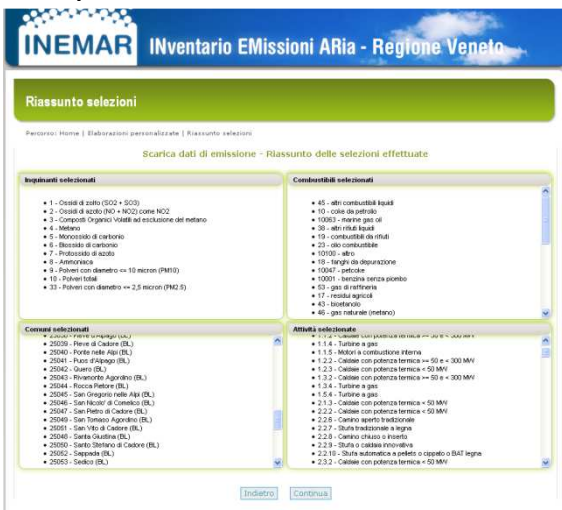 INEMAR INventario EMissioni ARia - Regione Veneto
Riassunto selezioni
Percorso: Home | Elaborazioni personalizzate | Riassunto selezioni
Scarica dati di emissione - Riassunto delle selezioni effettuate
Inquinanti selezionati
1 - Ossidi di zolfo (SO2 + SO3)
2 - Ossidi di azoto (NO + NO2) come NO2
3 - Composti Organici Volatili ad esclusione del metano
4 - Metano
5 - Monossido di carbonio
6 - Biossido di carbonio
7 - Protossido di azoto
8 - Ammoniaca
9 - Polveri con diametro <= 10 micron (PM10)
10 - Polveri totali
33 - Polveri con diametro <= 2,5 micron (PM2.5)
Combustibili selezionati
45 - altri combustibili liquidi
10 - coke da petrolio
10063 - marine gas oil
38 - altri rifiuti liquidi
19 - combustibili da rifiuti
23 - olio combustibile
10100 - altro
18 - fanghi da depurazione
10047 - petcoke
10001 - benzina senza piombo
53 - gas di raffineria
17 - residui agricoli
43 - bioetanolo
46 - gas naturale (metano)
Comuni selezionati
25039 - Pieve di Cadore (BL)
25040 - Ponte nelle Alpi (BL)
25041 - Puos d'Alpago (BL)
25042 - Quero (BL)
25043 - Rivamonte Agordino (BL)
25044 - Rocca Pietore (BL)
25045 - San Gregorio nelle Alpi (BL)
25046 - San Nicolo' di Comelico (BL)
25047 - San Pietro di Cadore (BL)
25049 - San Tomaso Agordino (BL)
25051 - San Vito di Cadore (BL)
25048 - Santa Giustina (BL)
25050 - Santo Stefano di Cadore (BL)
25052 - Sappada (BL)
25053 - Sedico (BL)
Attività selezionate
1.1.2 - Caldaie con potenza termica >= 50 e < 300 MW
1.1.4 - Turbine a gas
1.1.5 - Motori a combustione interna
1.2.2 - Caldaie con potenza termica >= 50 e < 300 MW
1.2.3 - Caldaie con potenza termica < 50 MW
1.3.2 - Caldaie con potenza termica >= 50 e < 300 MW
1.3.4 - Turbine a gas
1.5.4 - Turbine a gas
2.1.3 - Caldaie con potenza termica < 50 MW
2.2.2 - Caldaie con potenza termica < 50 MW
2.2.6 - Camino aperto tradizionale
2.2.7 - Stufa tradizionale a legna
2.2.8 - Camino chiuso o inserto
2.2.9 - Stufa o caldaia innovativa
2.2.10 - Stufa automatica a pellets o cippato o BAT legna
2.3.2 - Caldaie con potenza termica < 50 MW
Indietro Continua